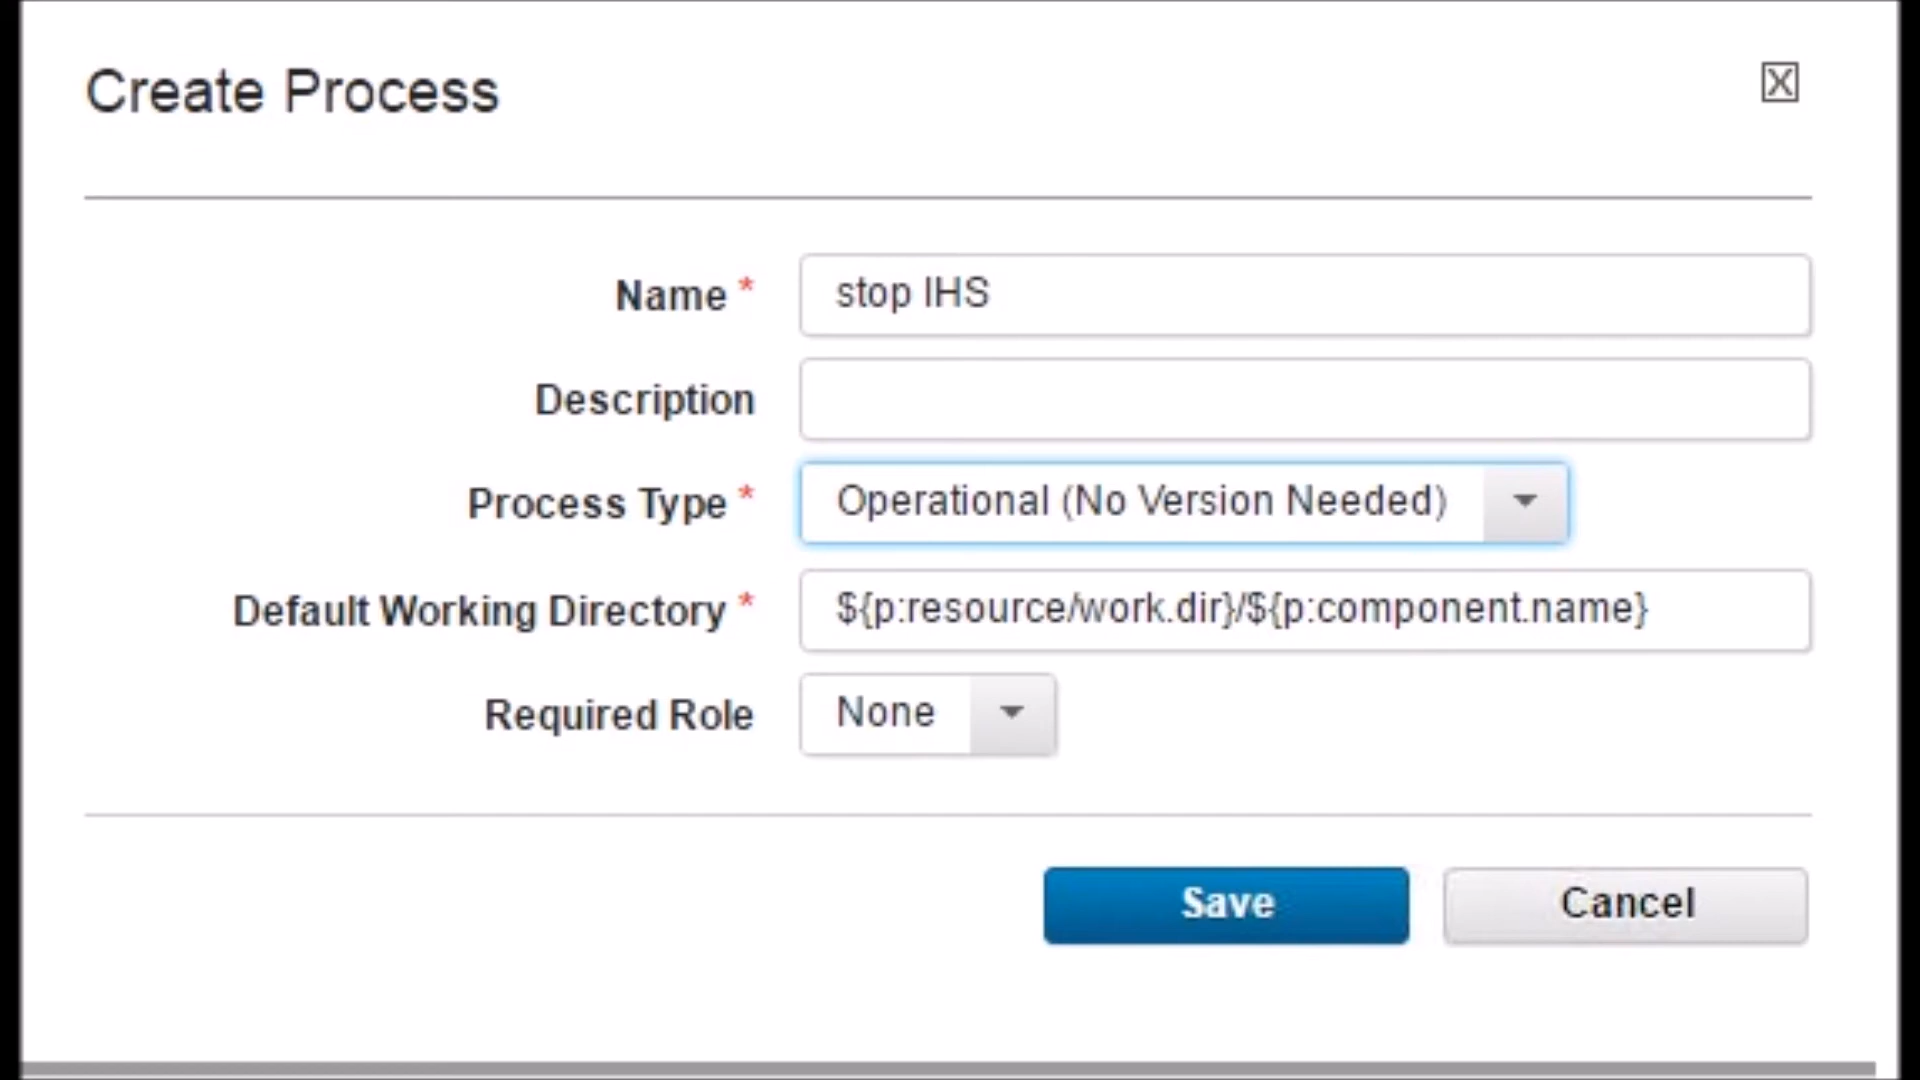 Create Process
X
Name * stop IHS
Description
Process Type * Operational (No Version Needed)
Default Working Directory * ${p:resource/work.dir}/${p:component.name}
Required Role None
Save Cancel